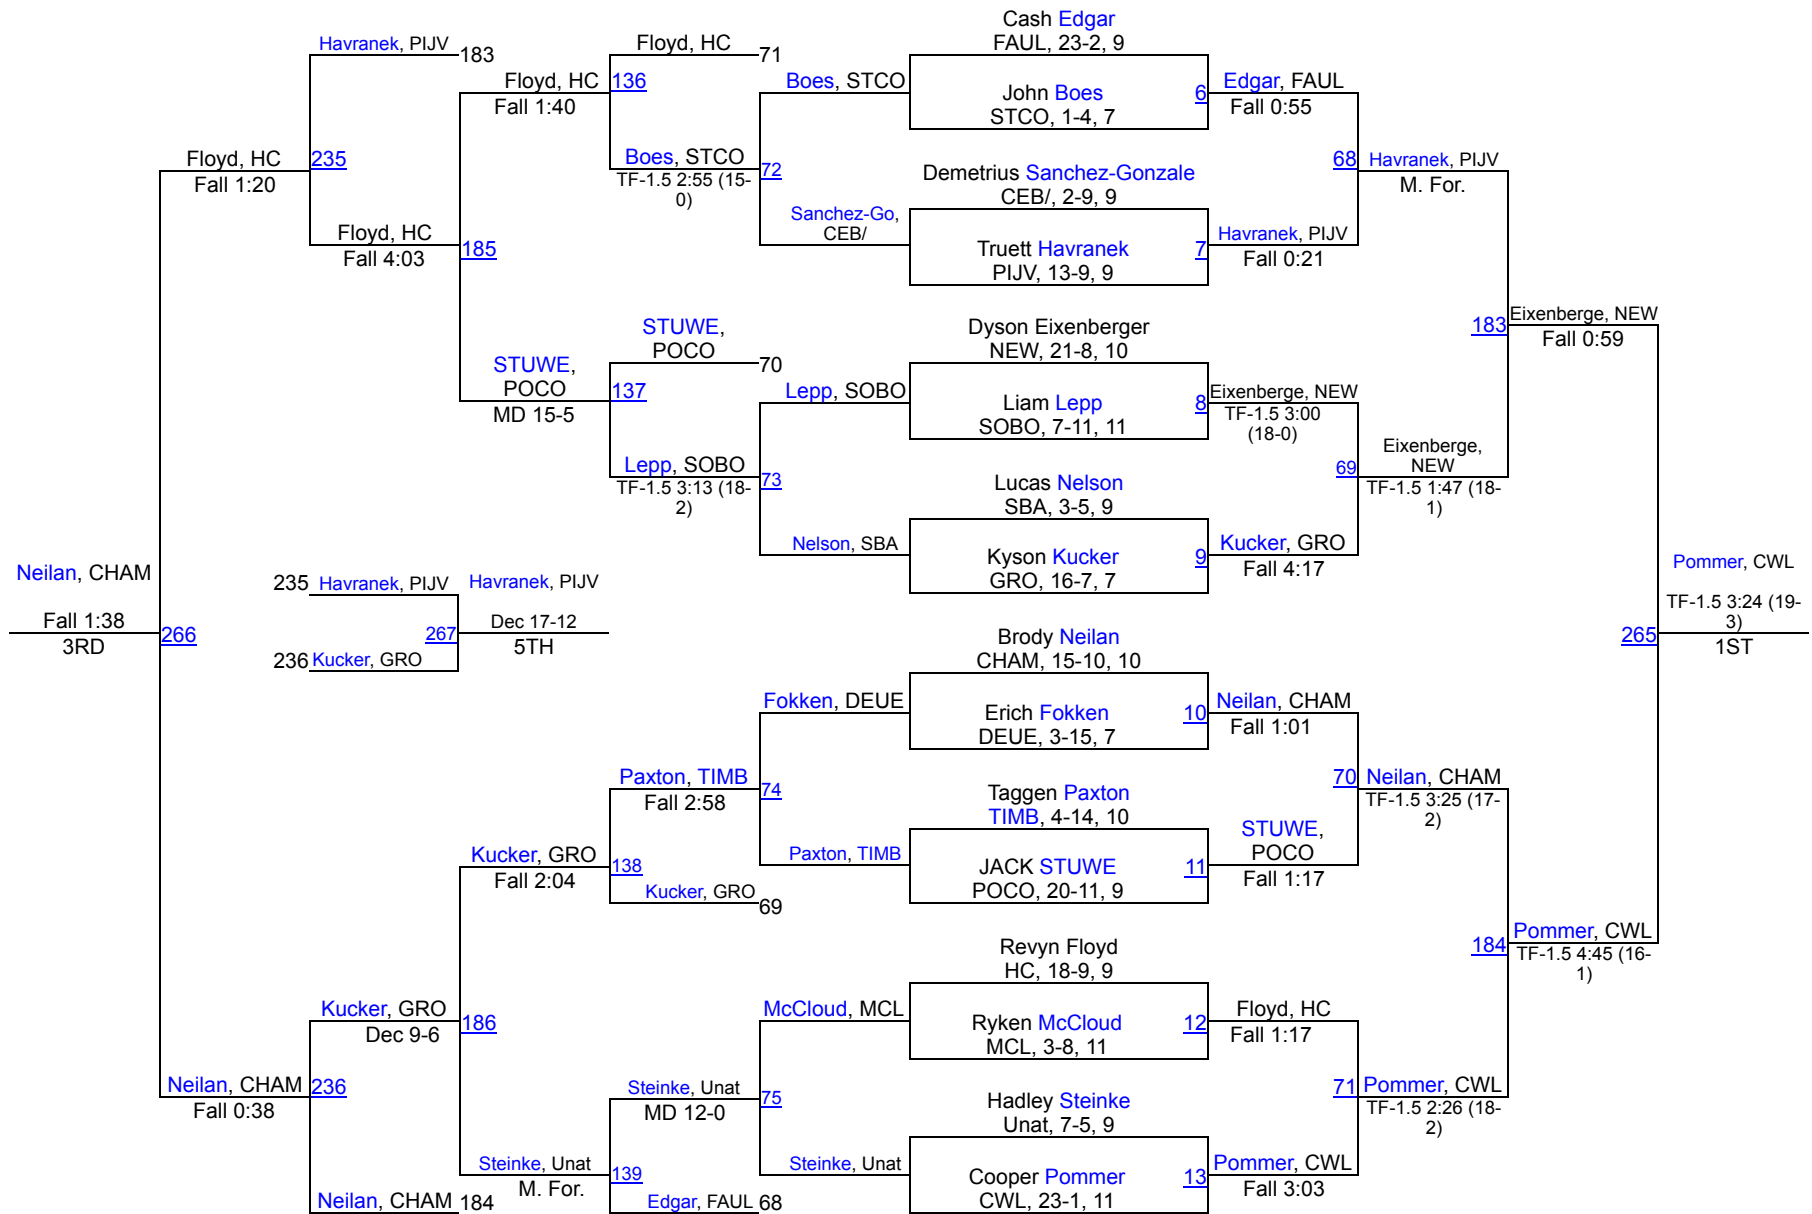 Cash Edgar
FAUL, 23-2, 9
John Boes
STCO, 1-4, 7
6
Demetrius Sanchez-Gonzale
CEB/, 2-9, 9
Truett Havranek
PIJV, 13-9, 9
7
Dyson Eixenberger
NEW, 21-8, 10
Liam Lepp
SOBO, 7-11, 11
8
Lucas Nelson
SBA, 3-5, 9
Kyson Kucker
GRO, 16-7, 7
9
Brody Neilan
CHAM, 15-10, 10
Erich Fokken
DEUE, 3-15, 7
10
Taggen Paxton
TIMB, 4-14, 10
JACK STUWE
POCO, 20-11, 9
11
Revyn Floyd
HC, 18-9, 9
Ryken McCloud
MCL, 3-8, 11
12
Hadley Steinke
Unat, 7-5, 9
Cooper Pommer
CWL, 23-1, 11
13
Edgar, FAUL
Fall 0:55
68
Havranek, PIJV
Fall 0:21
Eixenberge, NEW
TF-1.5 3:00
(18-0)
69
Kucker, GRO
Fall 4:17
Neilan, CHAM
Fall 1:01
70
STUWE,
POCO
Fall 1:17
Floyd, HC
Fall 1:17
71
Pommer, CWL
Fall 3:03
Havranek, PIJV
M. For.
183
Eixenberge,
NEW
TF-1.5 1:47 (18-
1)
Neilan, CHAM
TF-1.5 3:25 (17-
2)
184
Pommer, CWL
TF-1.5 2:26 (18-
2)
Eixenberge, NEW
Fall 0:59
265
Pommer, CWL
TF-1.5 4:45 (16-
1)
Pommer, CWL
TF-1.5 3:24 (19-
3)
1ST
Boes, STCO
72
Sanchez-Go,
CEB/
Lepp, SOBO
73
Nelson, SBA
Fokken, DEUE
74
Paxton, TIMB
McCloud, MCL
75
Steinke, Unat
Floyd, HC
71
136
Boes, STCO
TF-1.5 2:55 (15-
0)
STUWE,
POCO
70
137
Lepp, SOBO
TF-1.5 3:13 (18-
2)
Paxton, TIMB
Fall 2:58
138
Kucker, GRO
69
Steinke, Unat
MD 12-0
139
Edgar, FAUL
68
Floyd, HC
Fall 1:40
185
STUWE,
POCO
MD 15-5
Kucker, GRO
Fall 2:04
186
Steinke, Unat
M. For.
Havranek, PIJV
183
235
Floyd, HC
Fall 4:03
Kucker, GRO
Dec 9-6
236
Neilan, CHAM
184
Floyd, HC
Fall 1:20
266
Neilan, CHAM
Fall 0:38
Neilan, CHAM
Fall 1:38
3RD
235
Havranek, PIJV
267
236
Kucker, GRO
Havranek, PIJV
Dec 17-12
5TH